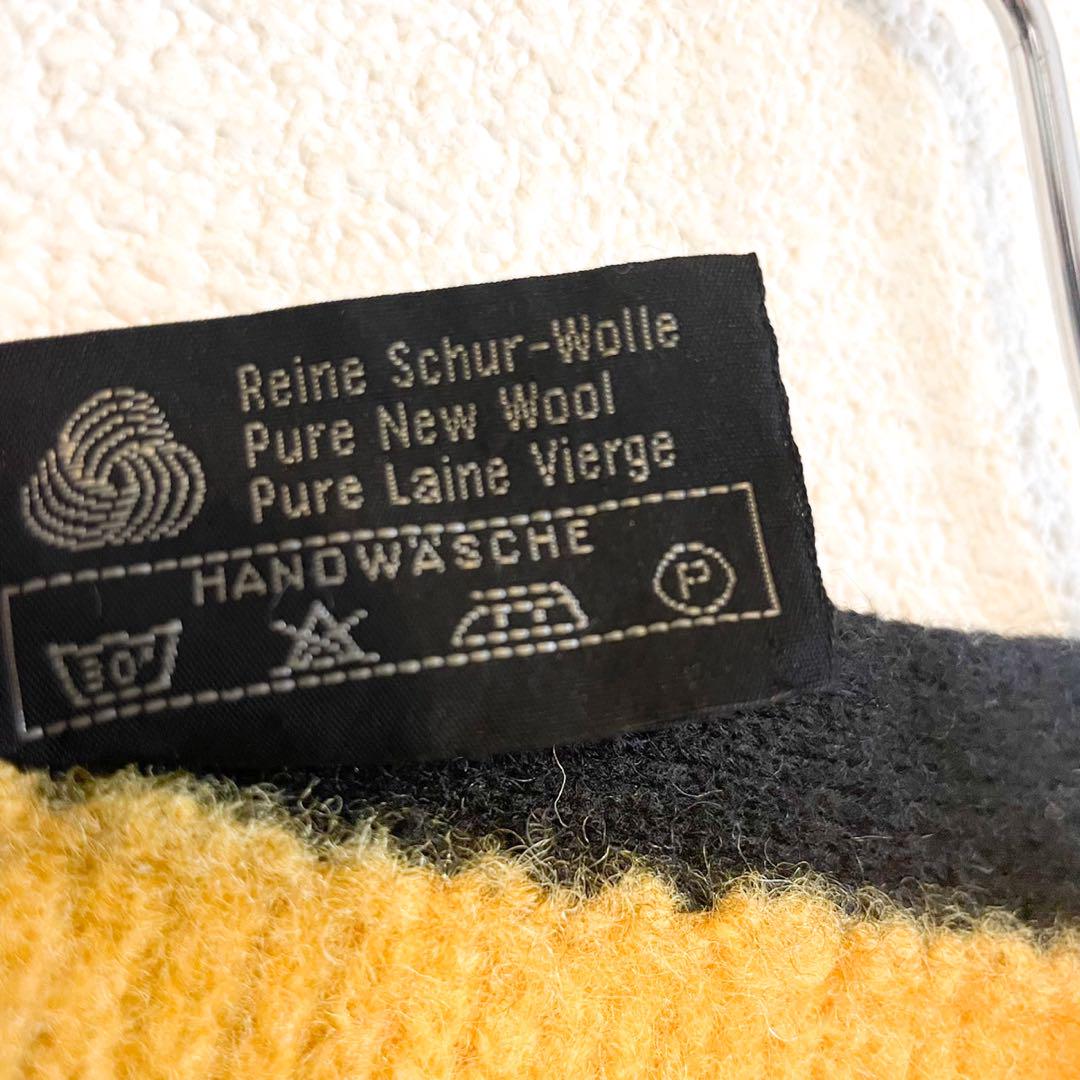 Reine Schur-Wolle
Pure New Wool
Pure Laine Vierge
HANDWÄSCHE
30°
P